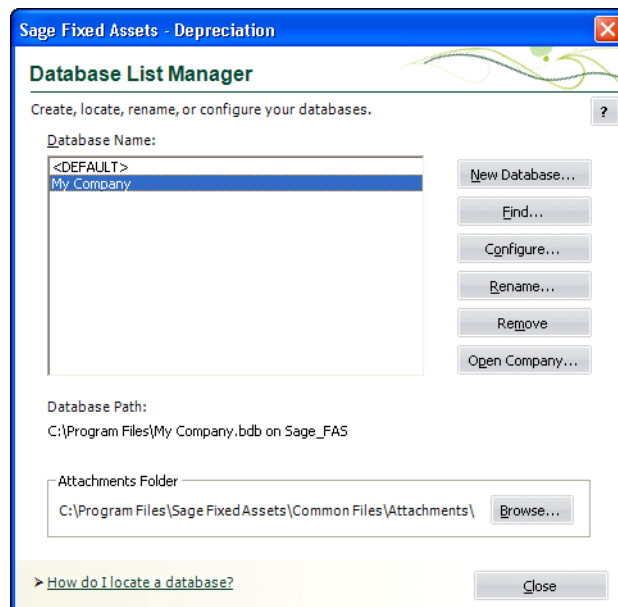 Sage Fixed Assets - Depreciation
Database List Manager
Create, locate, rename, or configure your databases.
?
Database Name:
<DEFAULT>
My Company
New Database...
Find...
Configure...
Rename...
Remove
Open Company...
Database Path:
C:\Program Files\My Company.bdb on Sage_FAS
Attachments Folder
C:\Program Files\Sage Fixed Assets\Common Files\Attachments\ Browse...
➤ How do I locate a database?
Close